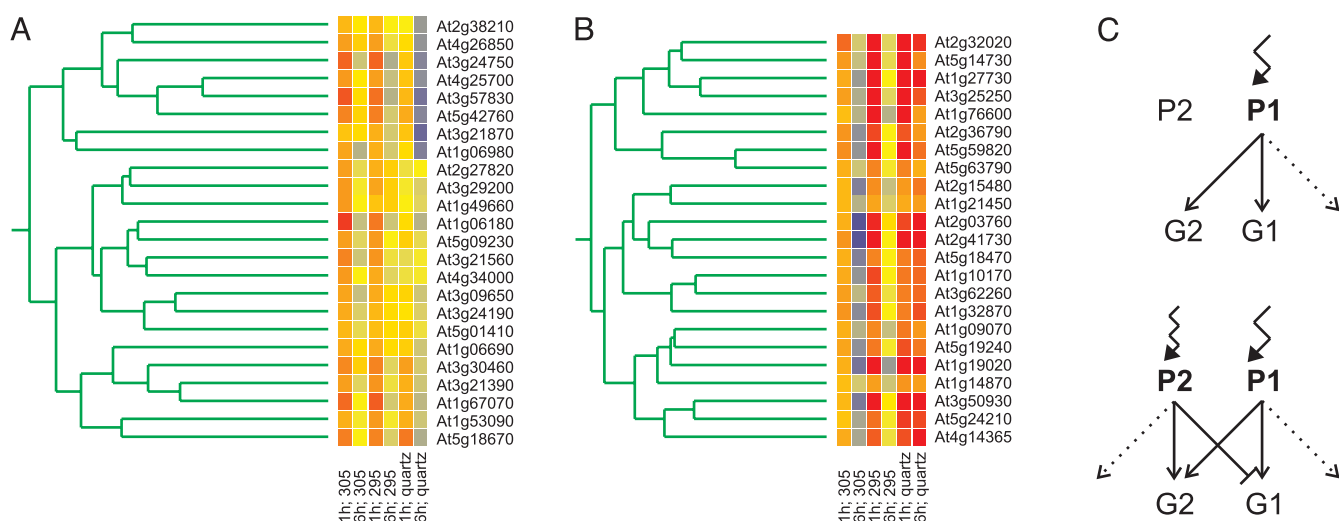 A
At2g38210
At4g26850
At3g24750
At4g25700
At3g57830
At5g42760
At3g21870
At1g06980
At2g27820
At3g29200
At1g49660
At1g06180
At5g09230
At3g21560
At4g34000
At3g09650
At3g24190
At5g01410
At1g06690
At3g30460
At3g21390
At1g67070
At1g53090
At5g18670
1h; 305
6h; 305
1h; 295
6h; 295
1h; quartz
6h; quartz
B
At2g32020
At5g14730
At1g27730
At3g25250
At1g76600
At2g36790
At5g59820
At5g63790
At2g15480
At1g21450
At2g03760
At2g41730
At5g18470
At1g10170
At3g62260
At1g32870
At1g09070
At5g19240
At1g19020
At1g14870
At3g50930
At5g24210
At4g14365
1h; 305
6h; 305
1h; 295
6h; 295
1h; quartz
6h; quartz
C
P2 P1
G2 G1
P2 P1
G2 G1